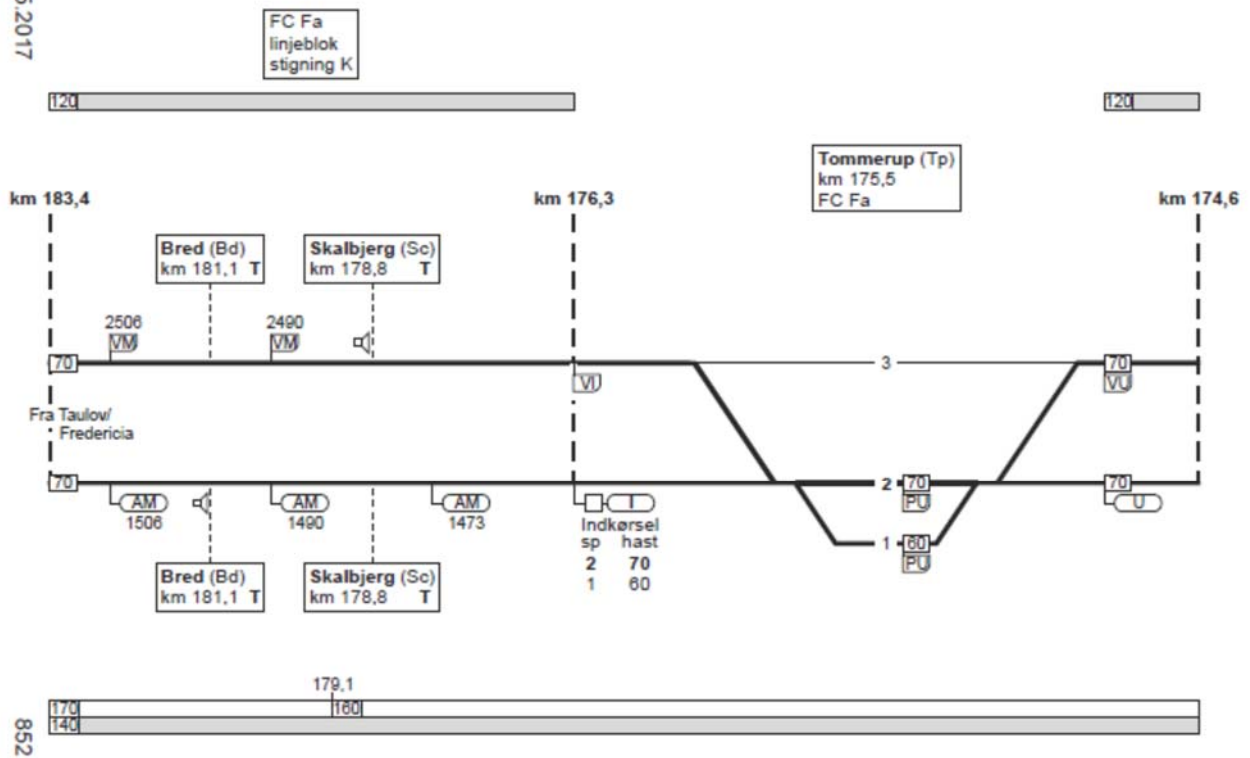 5.2017
FC Fa
linjeblok
stigning K
120
120
Tommerup (Tp)
km 175,5
FC Fa
km 183,4
km 176,3
km 174,6
Bred (Bd)
km 181,1 T
Skalbjerg (Sc)
km 178,8 T
2506
VM
2490
VM
70
3
70
VI
VU
Fra Taulov/
Fredericia
70
2
70
70
AM
1506
AM
1490
AM
1473
I
PU
U
Indkørsel
sp hast
2 70
1 60
1
60
PU
Bred (Bd)
km 181,1 T
Skalbjerg (Sc)
km 178,8 T
179,1
170
160
140
852